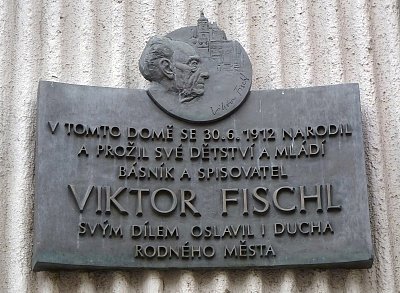 V TOMTO DOMĚ SE 30.6.1912 NARODIL
A PROŽIL SVÉ DĚTSTVÍ A MLÁDÍ
BÁSNÍK A SPISOVATEL
VIKTOR FISCHL
SVÝM DÍLEM OSLAVIL I DUCHA
RODNÉHO MĚSTA